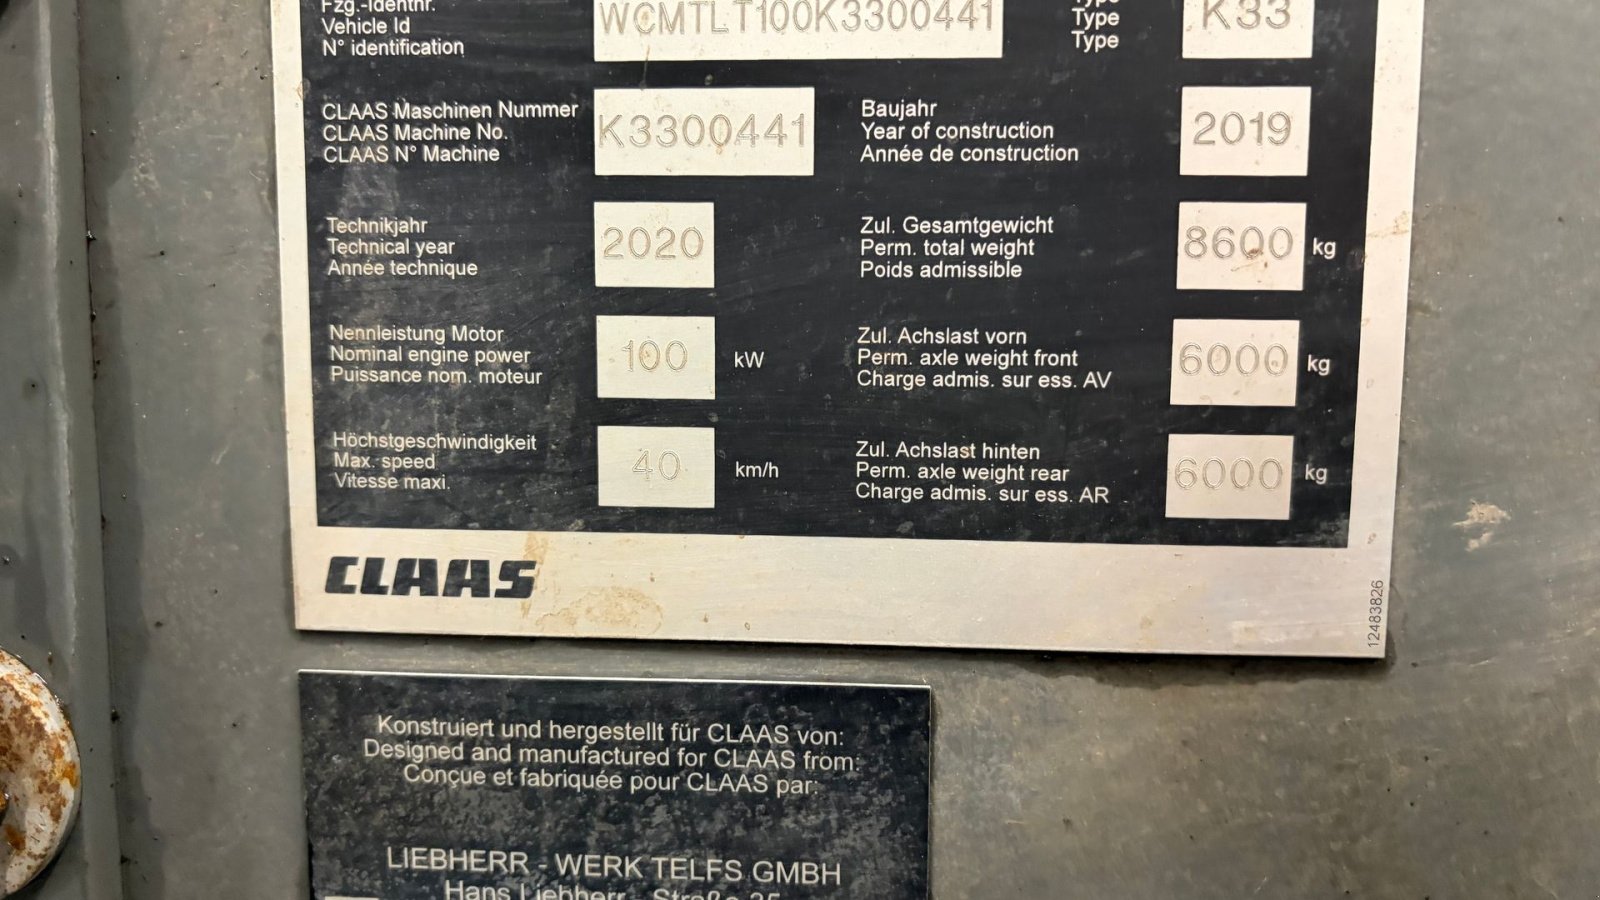 Fzg.-Identnr.
Vehicle Id
N° identification
WCMTLT100K3300441
Type
Type
Type
K33
CLAAS Maschinen Nummer
CLAAS Machine No.
CLAAS N° Machine
K3300441
Baujahr
Year of construction
Année de construction
2019
Technikjahr
Technical year
Année technique
2020
Zul. Gesamtgewicht
Perm. total weight
Poids admissible
8600 kg
Nennleistung Motor
Nominal engine power
Puissance nom. moteur
100 kW
Zul. Achslast vorn
Perm. axle weight front
Charge admis. sur ess. AV
6000 kg
Höchstgeschwindigkeit
Max. speed
Vitesse maxi.
40 km/h
Zul. Achslast hinten
Perm. axle weight rear
Charge admis. sur ess. AR
6000 kg
CLAAS
12483826
Konstruiert und hergestellt für CLAAS von:
Designed and manufactured for CLAAS from:
Conçue et fabriquée pour CLAAS par:
LIEBHERR - WERK TELFS GMBH
Hans Liebherr - Straße 35